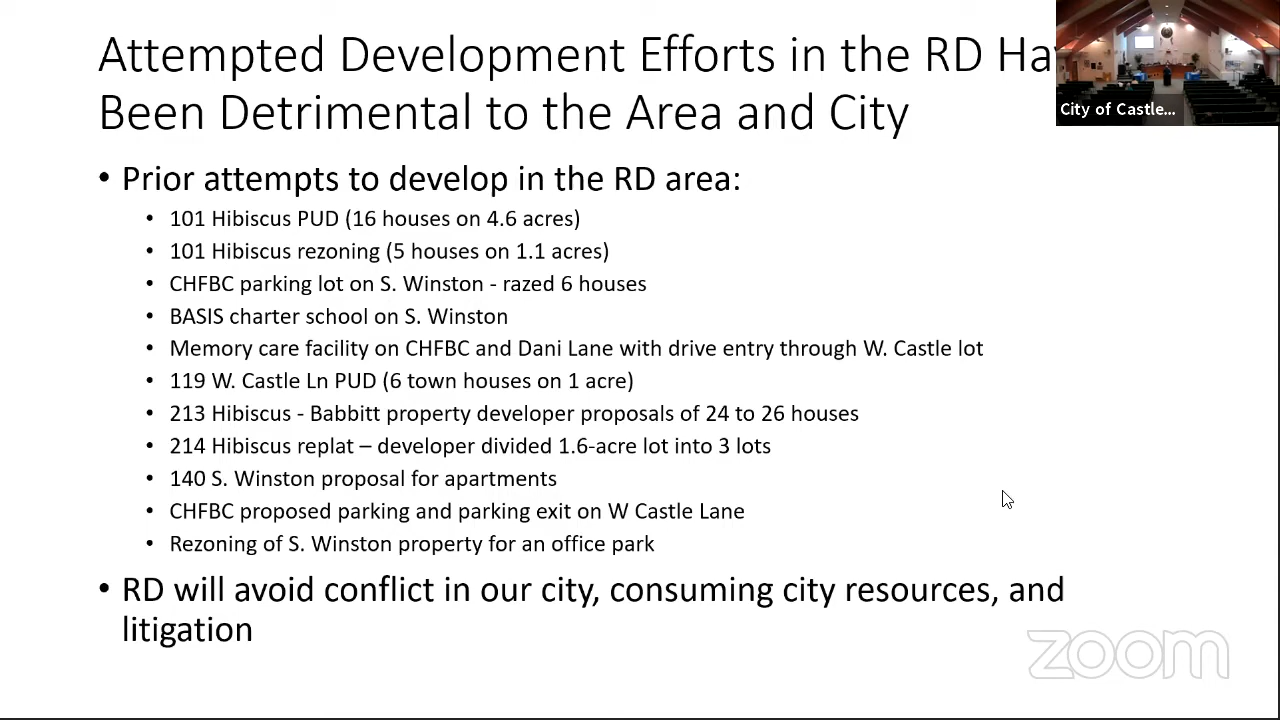 Attempted Development Efforts in the RD Ha
Been Detrimental to the Area and City
City of Castle...
• Prior attempts to develop in the RD area:
• 101 Hibiscus PUD (16 houses on 4.6 acres)
• 101 Hibiscus rezoning (5 houses on 1.1 acres)
• CHFBC parking lot on S. Winston - razed 6 houses
• BASIS charter school on S. Winston
• Memory care facility on CHFBC and Dani Lane with drive entry through W. Castle lot
• 119 W. Castle Ln PUD (6 town houses on 1 acre)
• 213 Hibiscus - Babbitt property developer proposals of 24 to 26 houses
• 214 Hibiscus replat – developer divided 1.6-acre lot into 3 lots
• 140 S. Winston proposal for apartments
• CHFBC proposed parking and parking exit on W Castle Lane
• Rezoning of S. Winston property for an office park
• RD will avoid conflict in our city, consuming city resources, and
litigation
zoom